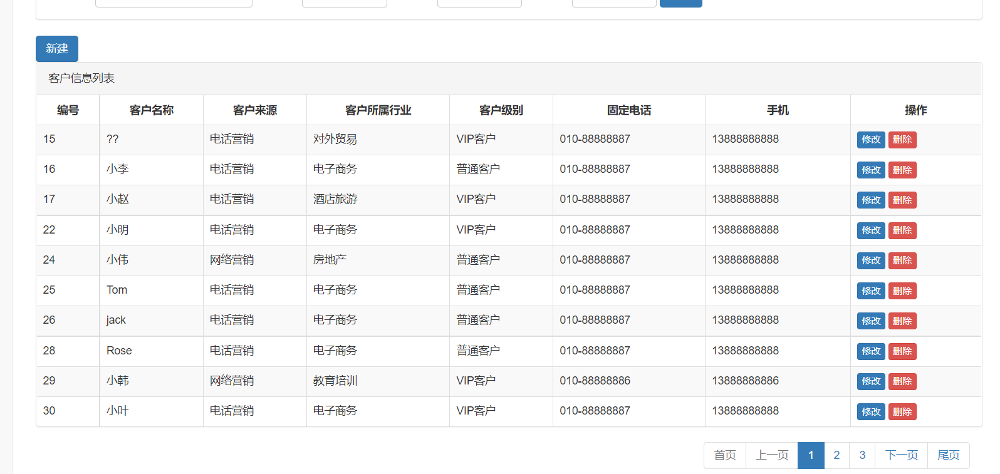 新建
客户信息列表
编号 客户名称 客户来源 客户所属行业 客户级别 固定电话 手机 操作
15 ?? 电话营销 对外贸易 VIP客户 010-88888887 13888888888 修改 删除
16 小李 电话营销 电子商务 普通客户 010-88888887 13888888888 修改 删除
17 小赵 电话营销 酒店旅游 VIP客户 010-88888887 13888888888 修改 删除
22 小明 电话营销 电子商务 VIP客户 010-88888887 13888888888 修改 删除
24 小伟 网络营销 房地产 普通客户 010-88888887 13888888888 修改 删除
25 Tom 电话营销 电子商务 普通客户 010-88888887 13888888888 修改 删除
26 jack 电话营销 电子商务 普通客户 010-88888887 13888888888 修改 删除
28 Rose 电话营销 电子商务 普通客户 010-88888887 13888888888 修改 删除
29 小韩 网络营销 教育培训 VIP客户 010-88888886 13888888886 修改 删除
30 小叶 电话营销 电子商务 VIP客户 010-88888887 13888888888 修改 删除
首页 上一页 1 2 3 下一页 尾页